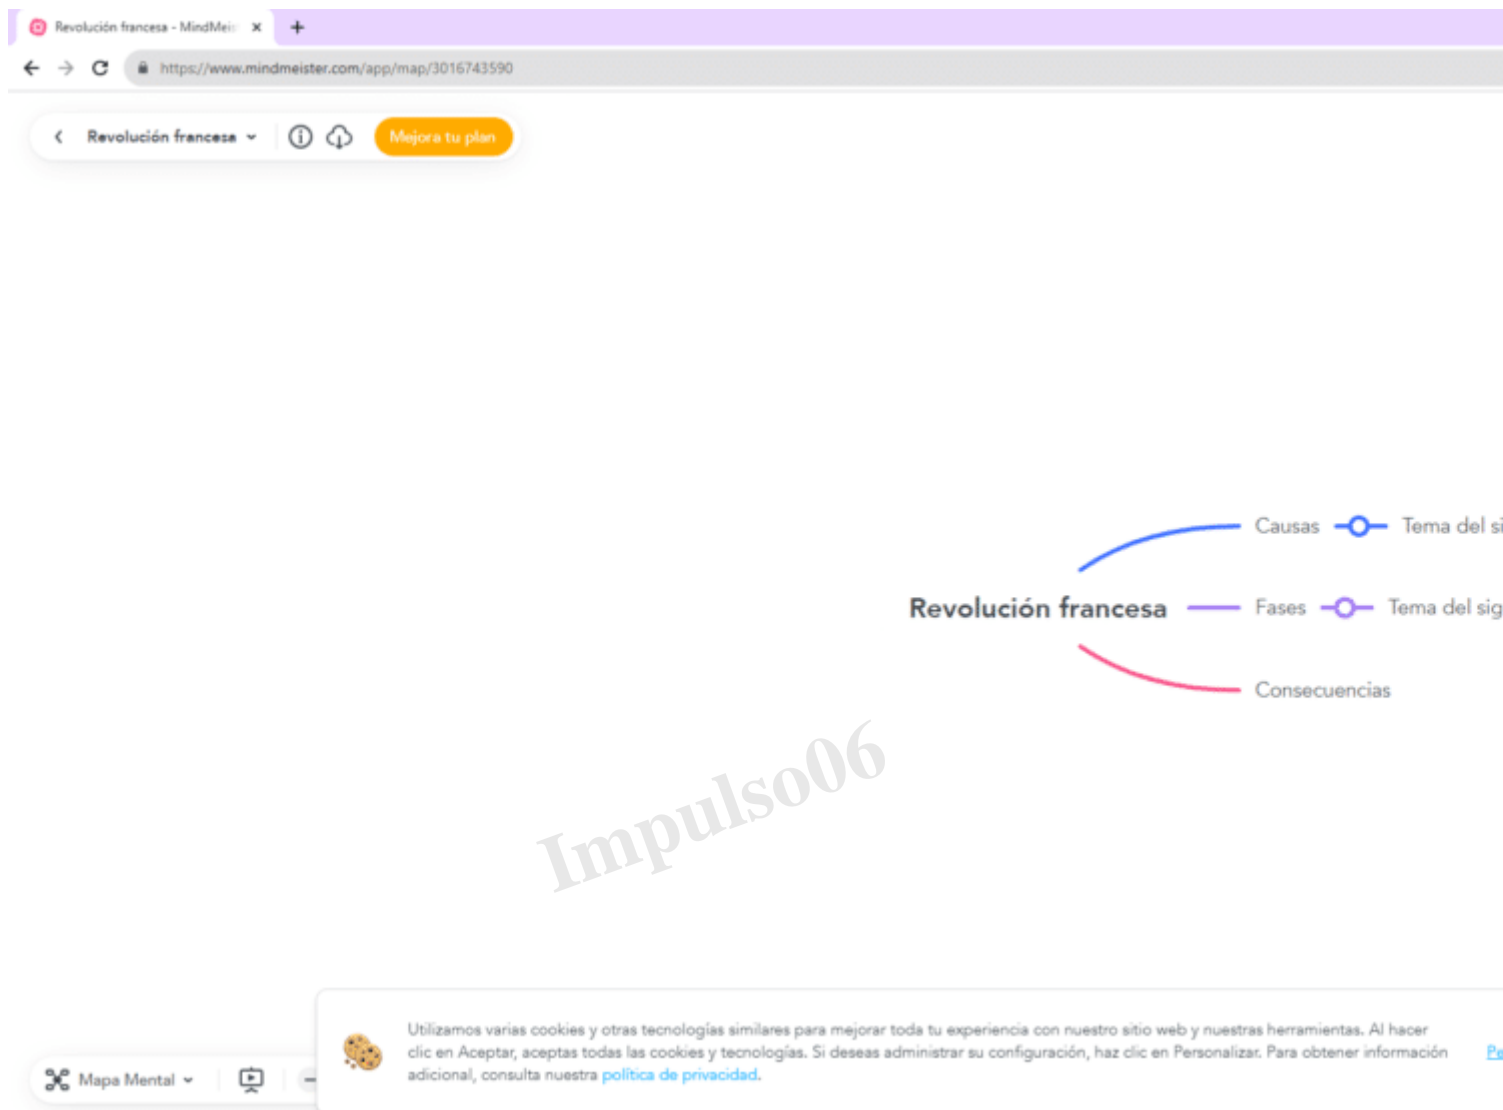 Revolución francesa - MindMeis
https://www.mindmeister.com/app/map/3016743590
Revolución francesa
Mejora tu plan
Causas
Tema del si
Revolución francesa
Fases
Tema del sig
Consecuencias
Impulso06
Utilizamos varias cookies y otras tecnologías similares para mejorar toda tu experiencia con nuestro sitio web y nuestras herramientas. Al hacer
clic en Aceptar, aceptas todas las cookies y tecnologías. Si deseas administrar su configuración, haz clic en Personalizar. Para obtener información
adicional, consulta nuestra política de privacidad.
Pe
Mapa Mental